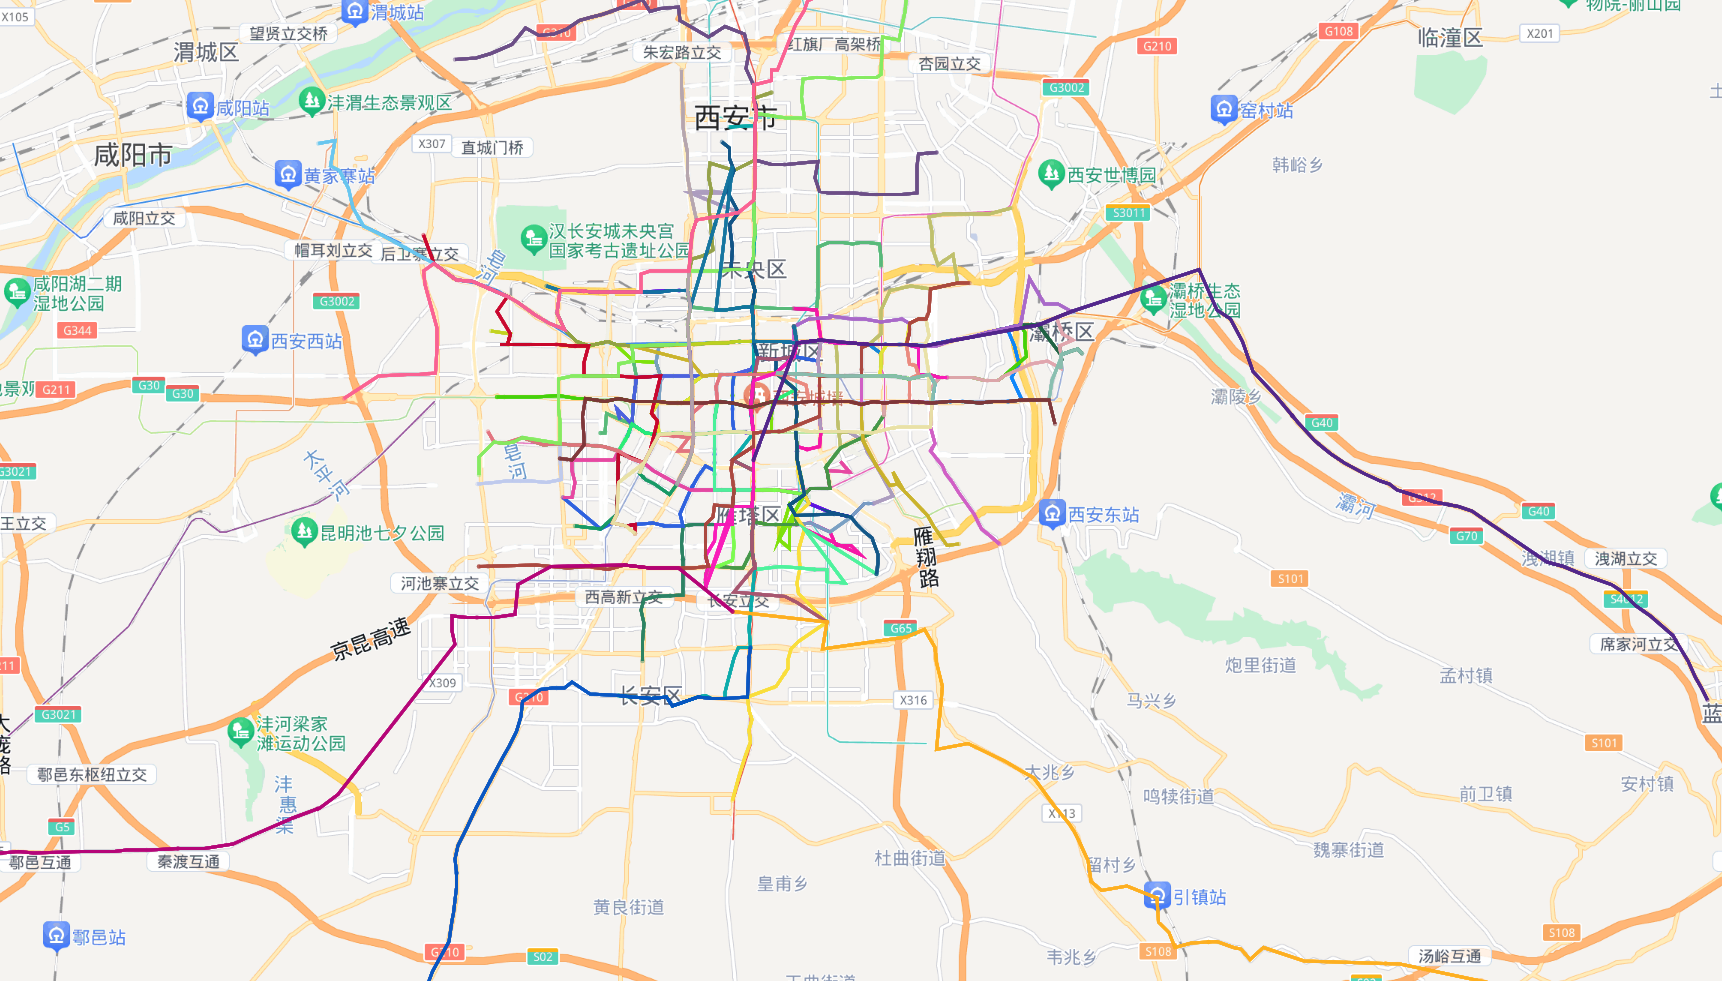 X105
渭城站
G310
望贤立交桥
渭城区
朱宏路立交
红旗厂高架桥
杏园立交
G210
G108
临潼区
X201
G3002
咸阳站
沣渭生态景观区
西安市
窑村站
X307
直城门桥
咸阳市
黄家寨站
韩峪乡
西安世博园
咸阳立交
S3011
帽耳刘立交
后卫寨立交
皂河
汉长安城未央宫
国家考古遗址公园
未央区
咸阳湖二期
湿地公园
G3002
灞桥生态
湿地公园
G344
西安西站
新城区
灞桥区
G211
G30
G30
灞陵乡
G40
太平河
皂河
G3021
G312
灞河
G40
王立交
昆明池七夕公园
雁塔区
西安东站
雁翔路
G70
洩湖镇
洩湖立交
河池寨立交
西高新立交
长安立交
S101
S4012
京昆高速
G65
席家河立交
炮里街道
孟村镇
X309
G210
长安区
X316
马兴乡
G3021
沣河梁家
滩运动公园
蓝
S101
鄠邑东枢纽立交
沣惠渠
大兆乡
鸣犊街道
前卫镇
安村镇
X113
G5
鄠邑互通
秦渡互通
杜曲街道
留村乡
魏寨街道
皇甫乡
引镇站
黄良街道
鄠邑站
G210
S02
韦兆乡
S108
S108
汤峪互通